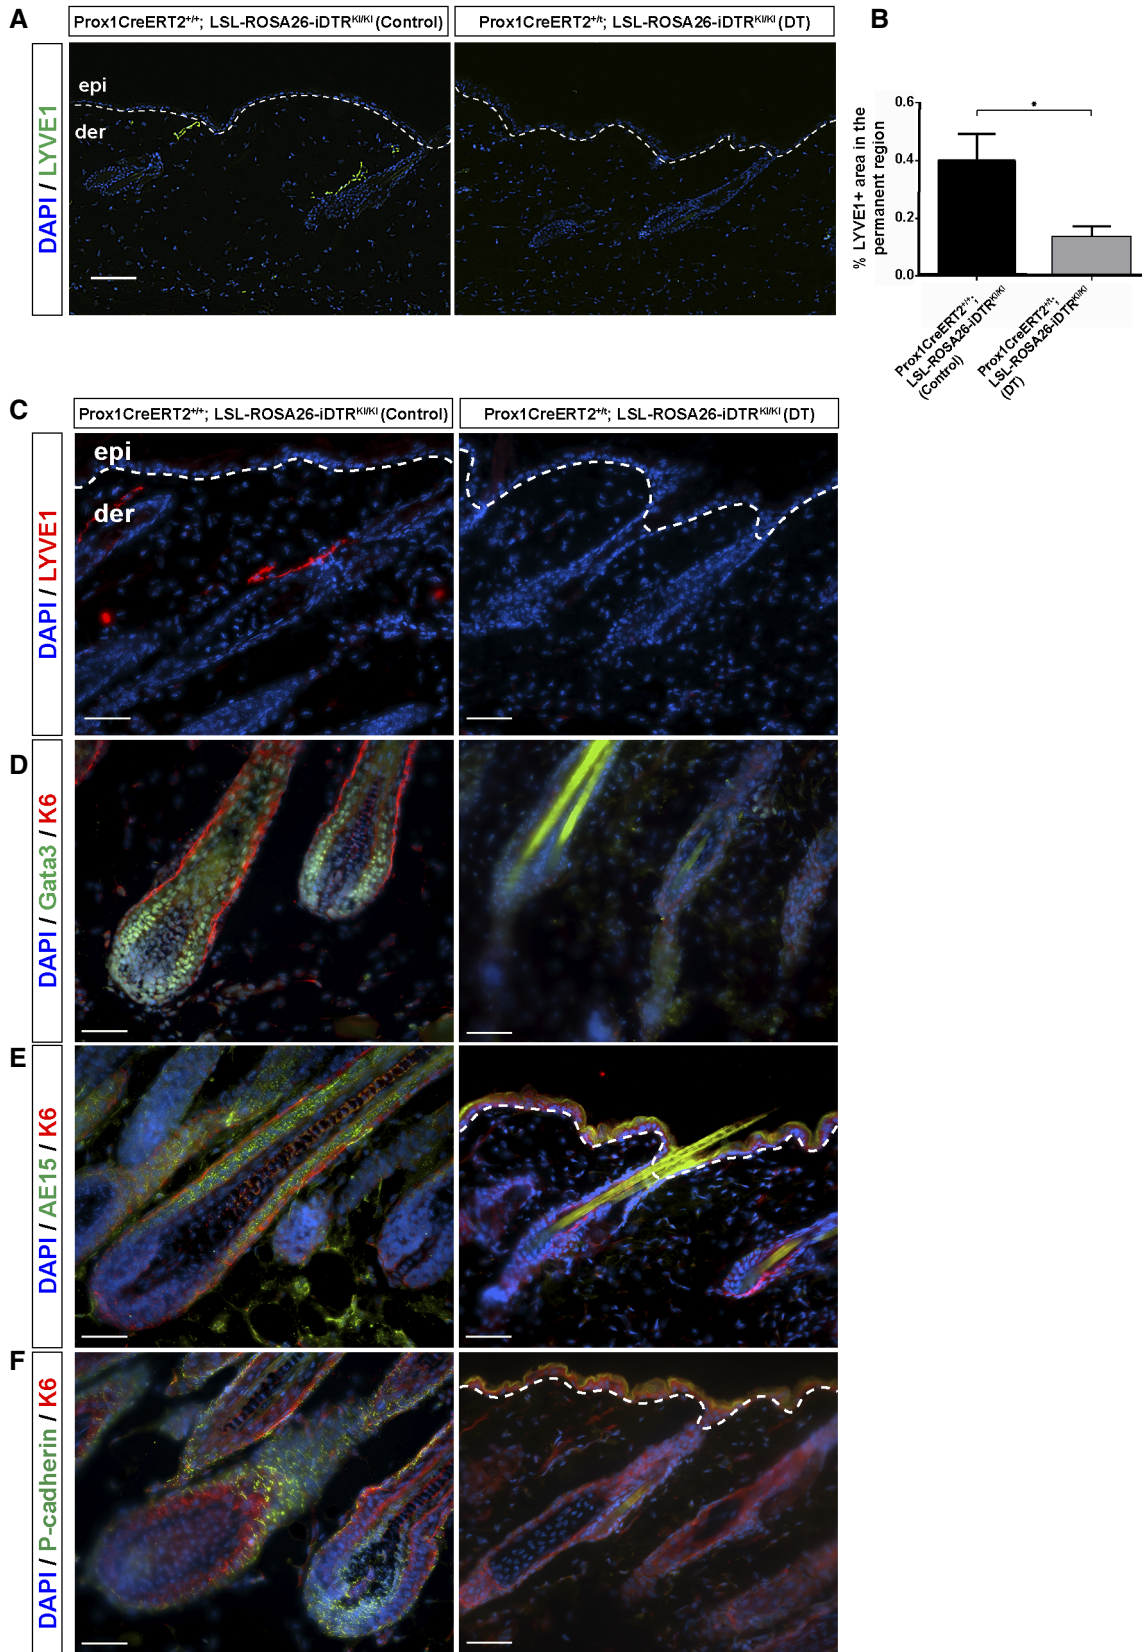 A
Prox1CreERT2+/+; LSL-ROSA26-iDTRKI/KI (Control)
Prox1CreERT2+/t; LSL-ROSA26-iDTRKI/KI (DT)
DAPI / LYVE1
epi
der
B
% LYVE1+ area in the
permanent region
0.6
0.4
0.2
0.0
*
Prox1CreERT2+/+;
LSL-ROSA26-iDTRKI/KI
(Control)
Prox1CreERT2+/t;
LSL-ROSA26-iDTRKI/KI
(DT)
C
Prox1CreERT2+/+; LSL-ROSA26-iDTRKI/KI (Control)
Prox1CreERT2+/t; LSL-ROSA26-iDTRKI/KI (DT)
DAPI / LYVE1
epi
der
D
DAPI / Gata3 / K6
E
DAPI / AE15 / K6
F
DAPI / P-cadherin / K6